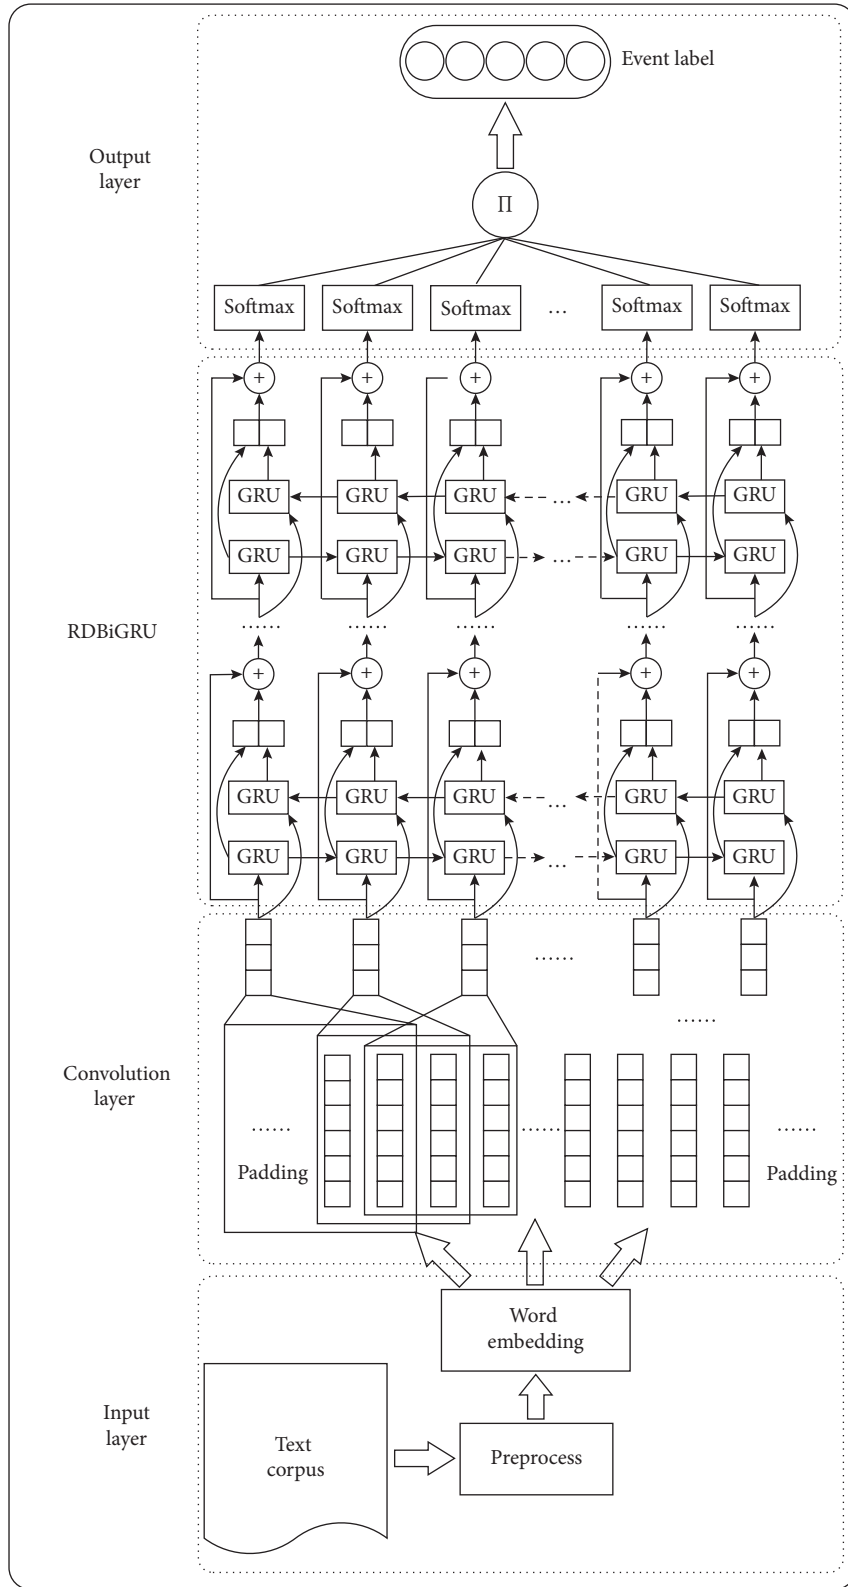 Event label
Output
layer
Π
Softmax Softmax Softmax … Softmax Softmax
+ + + + +
GRU GRU GRU … GRU GRU
GRU GRU GRU … GRU GRU
RDBiGRU
…… …… …… …… ……
+ + + + +
GRU GRU GRU … GRU GRU
GRU GRU GRU … GRU GRU
……
……
Convolution
layer
…… …… ……
Padding Padding
Word
embedding
Input
layer
Text
corpus
Preprocess